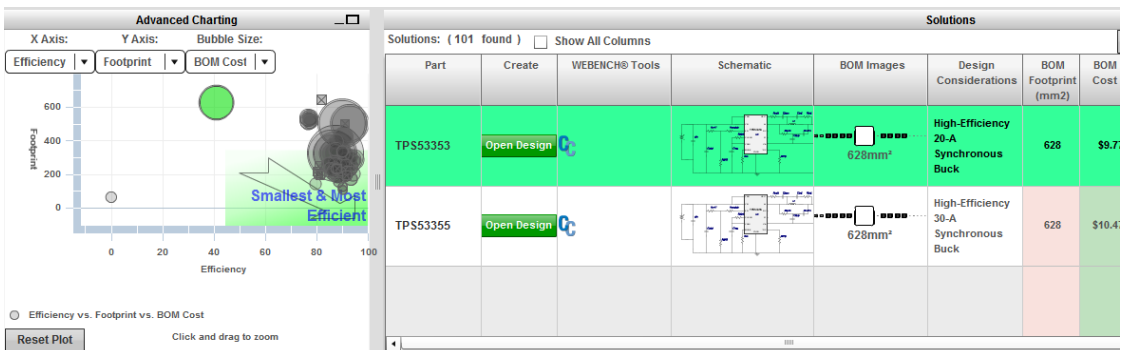 Advanced Charting
X Axis: Y Axis: Bubble Size:
Efficiency Footprint BOM Cost
600
400
200
0
Footprint
Smallest & Most
Efficient
0 20 40 60 80 100
Efficiency
Efficiency vs. Footprint vs. BOM Cost
Reset Plot
Click and drag to zoom
Solutions
Solutions: ( 101 found ) Show All Columns
Part Create WEBENCH® Tools Schematic BOM Images Design Considerations BOM Footprint (mm2) BOM Cost
TPS53353 Open Design 628mm² 628
High-Efficiency
20-A
Synchronous
Buck
TPS53355 Open Design 628mm² 628
High-Efficiency
30-A
Synchronous
Buck